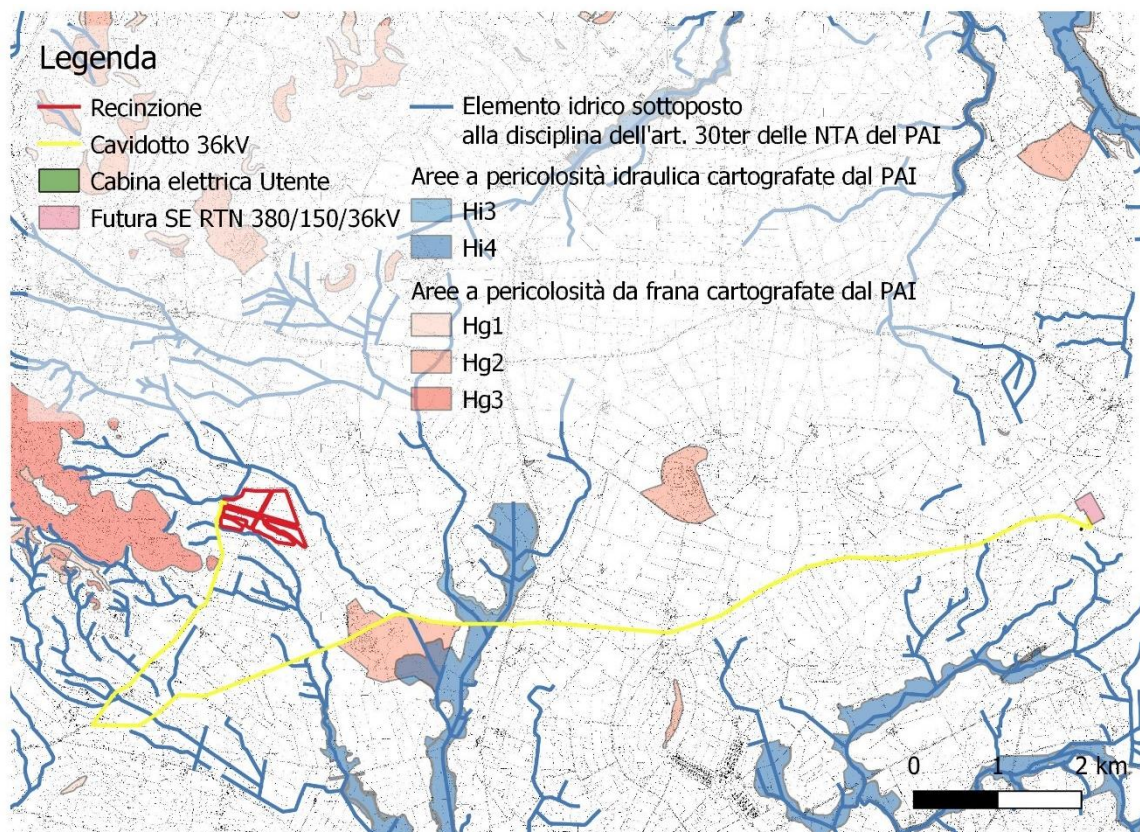 Legenda
Recinzione
Cavidotto 36kV
Cabina elettrica Utente
Futura SE RTN 380/150/36kV
Elemento idrico sottoposto
alla disciplina dell'art. 30ter delle NTA del PAI
Aree a pericolosità idraulica cartografate dal PAI
Hi3
Hi4
Aree a pericolosità da frana cartografate dal PAI
Hg1
Hg2
Hg3
0 1 2 km